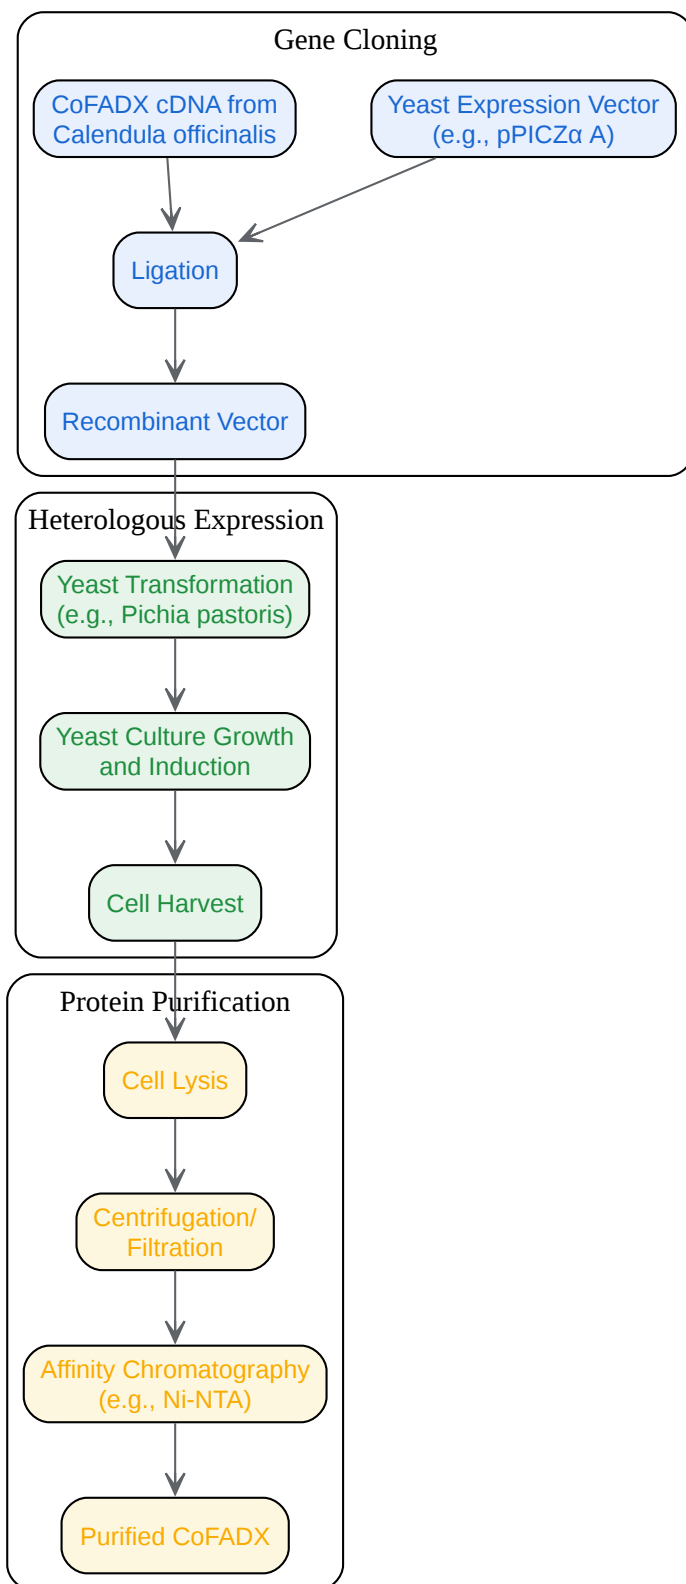 Gene Cloning
CoFADX cDNA from
Calendula officinalis
Yeast Expression Vector
(e.g., pPICZα A)
Ligation
Recombinant Vector
Heterologous Expression
Yeast Transformation
(e.g., Pichia pastoris)
Yeast Culture Growth
and Induction
Cell Harvest
Protein Purification
Cell Lysis
Centrifugation/
Filtration
Affinity Chromatography
(e.g., Ni-NTA)
Purified CoFADX